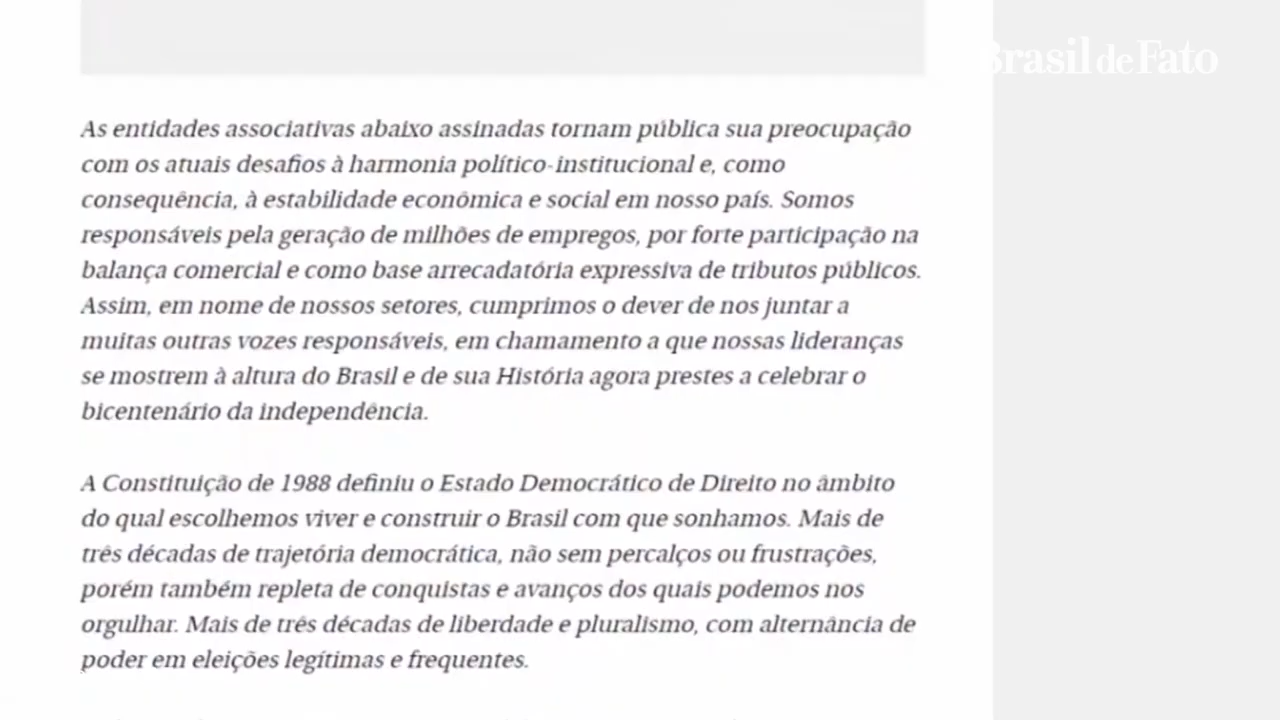 Brasil de Fato
As entidades associativas abaixo assinadas tornam pública sua preocupação
com os atuais desafios à harmonia político-institucional e, como
consequência, à estabilidade econômica e social em nosso país. Somos
responsáveis pela geração de milhões de empregos, por forte participação na
balança comercial e como base arrecadatória expressiva de tributos públicos.
Assim, em nome de nossos setores, cumprimos o dever de nos juntar a
muitas outras vozes responsáveis, em chamamento a que nossas lideranças
se mostrem à altura do Brasil e de sua História agora prestes a celebrar o
bicentenário da independência.
A Constituição de 1988 definiu o Estado Democrático de Direito no âmbito
do qual escolhemos viver e construir o Brasil com que sonhamos. Mais de
três décadas de trajetória democrática, não sem percalços ou frustrações,
porém também repleta de conquistas e avanços dos quais podemos nos
orgulhar. Mais de três décadas de liberdade e pluralismo, com alternância de
poder em eleições legítimas e frequentes.